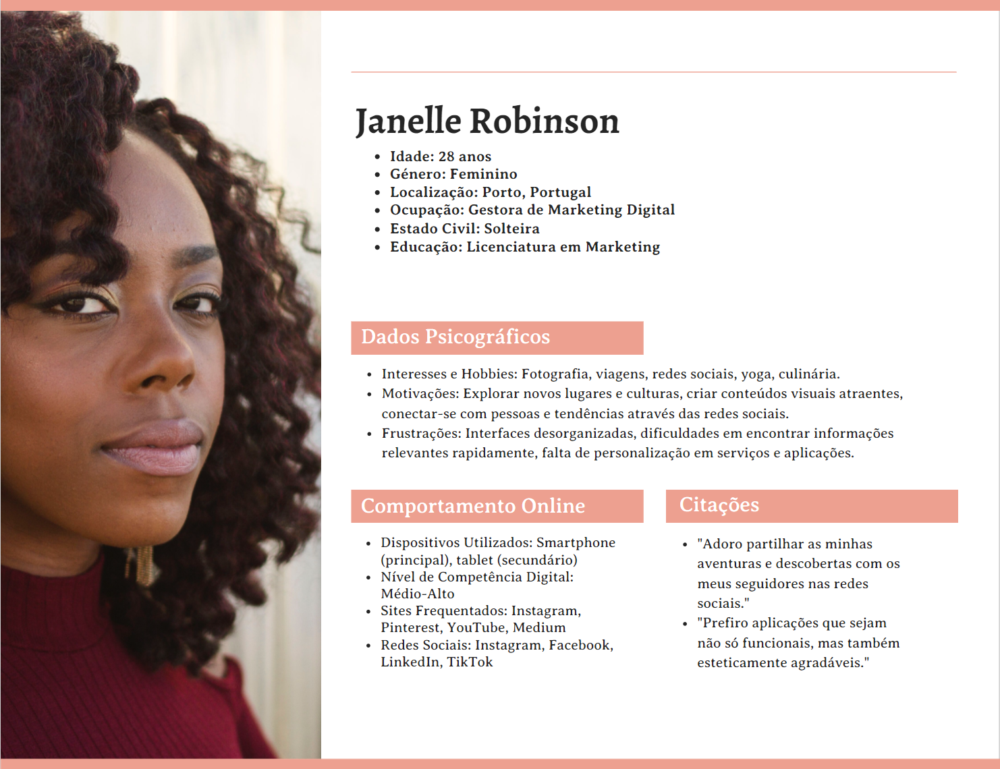 Janelle Robinson
• Idade: 28 anos
• Género: Feminino
• Localização: Porto, Portugal
• Ocupação: Gestora de Marketing Digital
• Estado Civil: Solteira
• Educação: Licenciatura em Marketing
Dados Psicográficos
• Interesses e Hobbies: Fotografia, viagens, redes sociais, yoga, culinária.
• Motivações: Explorar novos lugares e culturas, criar conteúdos visuais atraentes,
conectar-se com pessoas e tendências através das redes sociais.
• Frustrações: Interfaces desorganizadas, dificuldades em encontrar informações
relevantes rapidamente, falta de personalização em serviços e aplicações.
Comportamento Online
• Dispositivos Utilizados: Smartphone
(principal), tablet (secundário)
• Nível de Competência Digital:
Médio-Alto
• Sites Frequentados: Instagram,
Pinterest, YouTube, Medium
• Redes Sociais: Instagram, Facebook,
LinkedIn, TikTok
Citações
• "Adoro partilhar as minhas
aventuras e descobertas com os
meus seguidores nas redes
sociais."
• "Prefiro aplicações que sejam
não só funcionais, mas também
esteticamente agradáveis."